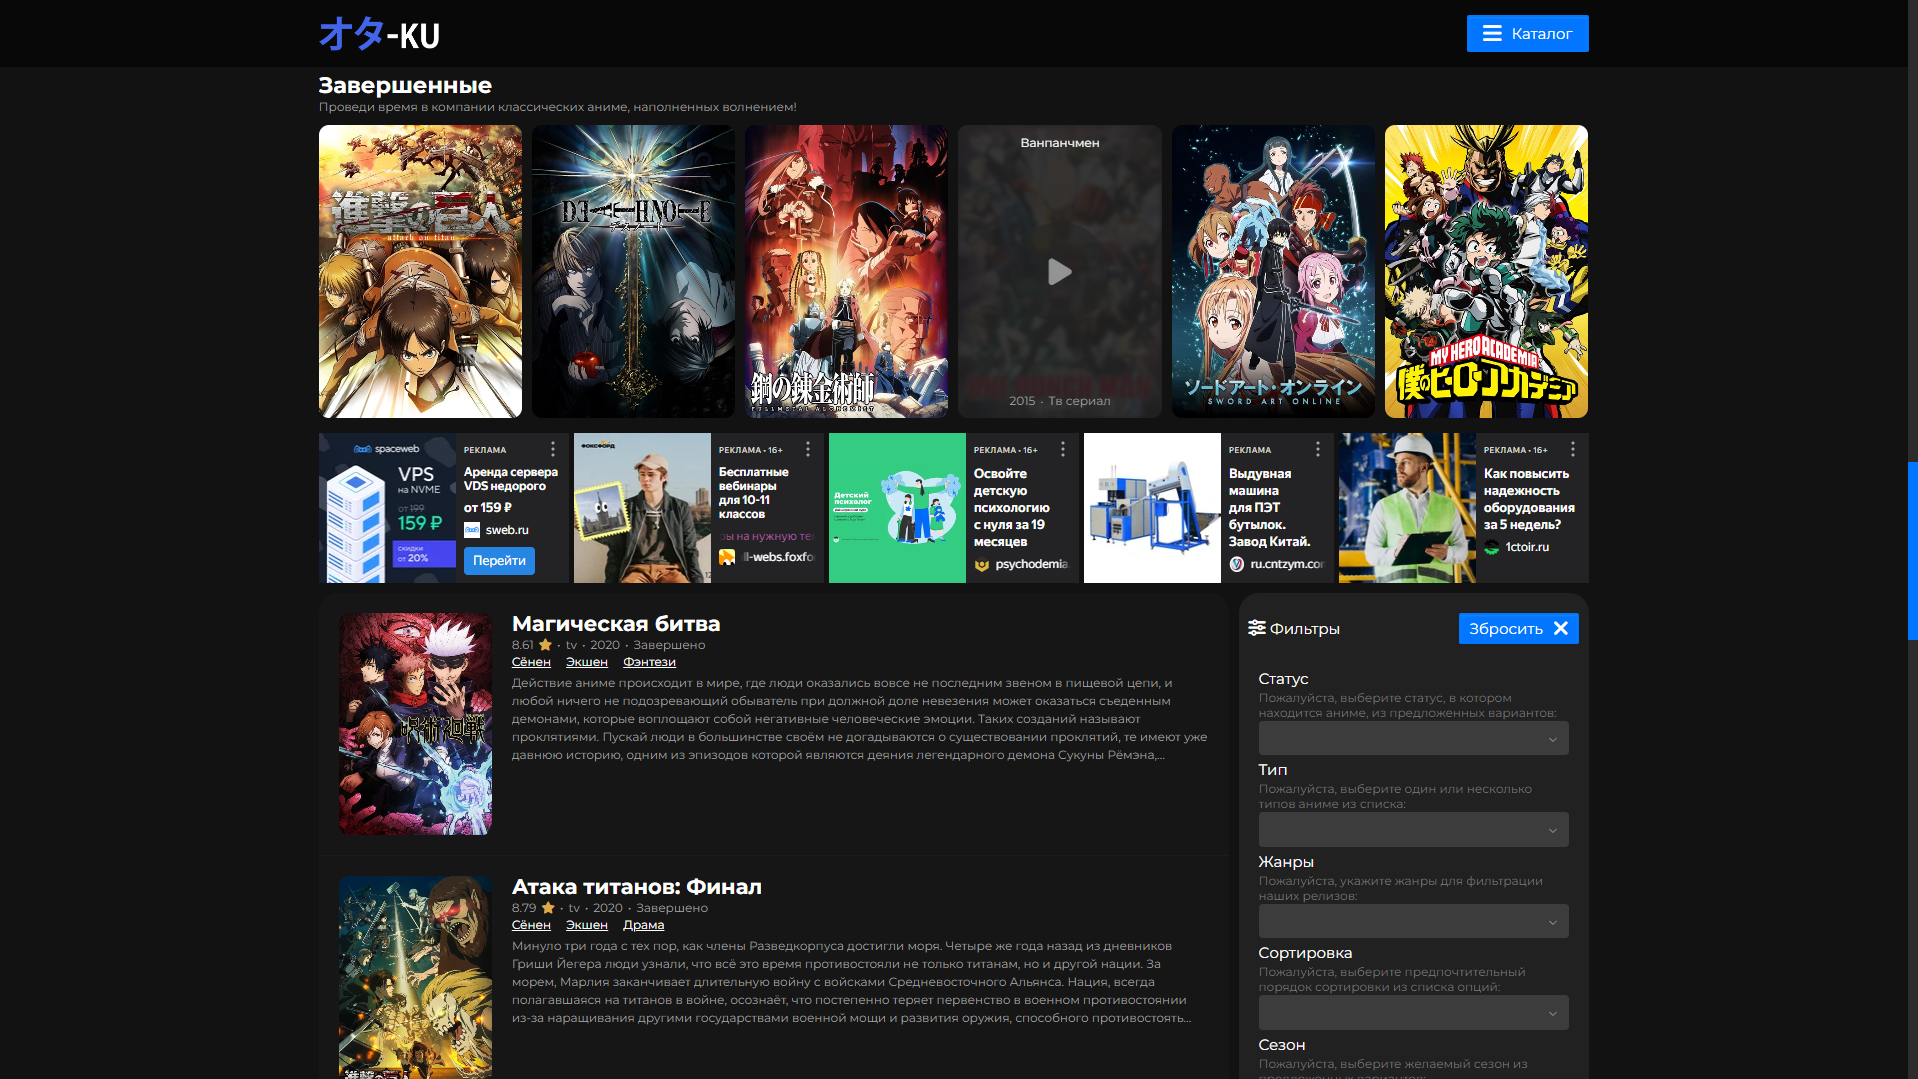 オタ-KU
Каталог
Завершенные
Проведи время в компании классических аниме, наполненных волнением!
進撃の巨人
attack on titan
DEATHNOTE
デスノート
鋼の錬金術師
FULLMETAL ALCHEMIST
Ванпанчмен
2015 • Тв сериал
ソードアート・オンライン
SWORD ART ONLINE
MY HERO ACADEMIA
僕のヒーローアカデミア
spaceweb
VPS
на NVME
от 199
159 ₽
СКИДКИ
от 20%
РЕКЛАМА
Аренда сервера
VDS недорого
от 159 ₽
sweb.ru
Перейти
ФОКСФОРД
РЕКЛАМА • 16+
Бесплатные
вебинары
для 10-11
классов
ры на нужную те
ll-webs.foxfo
Детский
психолог
РЕКЛАМА • 16+
Освойте
детскую
психологию
с нуля за 19
месяцев
psychodemia.
РЕКЛАМА
Выдувная
машина
для ПЭТ
бутылок.
Завод Китай.
ru.cntzym.com
РЕКЛАМА • 16+
Как повысить
надежность
оборудования
за 5 недель?
1ctoir.ru
呪術廻戦
Магическая битва
8.61 • tv • 2020 • Завершено
Сёнен Экшен Фэнтези
Действие аниме происходит в мире, где люди оказались вовсе не последним звеном в пищевой цепи, и
любой ничего не подозревающий обыватель при должной доле невезения может оказаться съеденным
демонами, которые воплощают собой негативные человеческие эмоции. Таких созданий называют
проклятиями. Пускай люди в большинстве своём не догадываются о существовании проклятий, те имеют уже
давнюю историю, одним из эпизодов которой являются деяния легендарного демона Сукуны Рёмэна,...
Атака титанов: Финал
8.79 • tv • 2020 • Завершено
Сёнен Экшен Драма
Минуло три года с тех пор, как члены Разведкорпуса достигли моря. Четыре же года назад из дневников
Гриши Йегера люди узнали, что всё это время противостояли не только титанам, но и другой нации. За
морем, Марлия заканчивает длительную войну с войсками Средневосточного Альянса. Нация, всегда
полагавшаяся на титанов в войне, осознаёт, что постепенно теряет первенство в военном противостоянии
из-за наращивания другими государствами военной мощи и развития оружия, способного противостоять...
Фильтры
Збросить
Статус
Пожалуйста, выберите статус, в котором
находится аниме, из предложенных вариантов:
Тип
Пожалуйста, выберите один или несколько
типов аниме из списка:
Жанры
Пожалуйста, укажите жанры для фильтрации
наших релизов:
Сортировка
Пожалуйста, выберите предпочтительный
порядок сортировки из списка опций:
Сезон
Пожалуйста, выберите желаемый сезон из
предложенных вариантов: